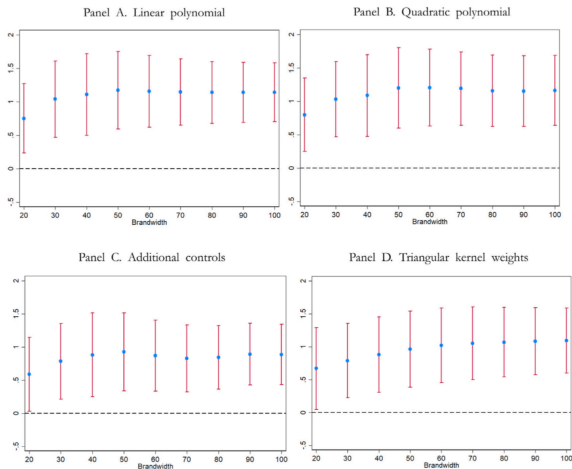 Panel A. Linear polynomial
2
1.5
1
.5
0
-.5
20 30 40 50 60 70 80 90 100
Brandwidth
Panel B. Quadratic polynomial
2
1.5
1
.5
0
-.5
20 30 40 50 60 70 80 90 100
Brandwidth
Panel C. Additional controls
2
1.5
1
.5
0
-.5
20 30 40 50 60 70 80 90 100
Brandwidth
Panel D. Triangular kernel weights
2
1.5
1
.5
0
-.5
20 30 40 50 60 70 80 90 100
Brandwidth